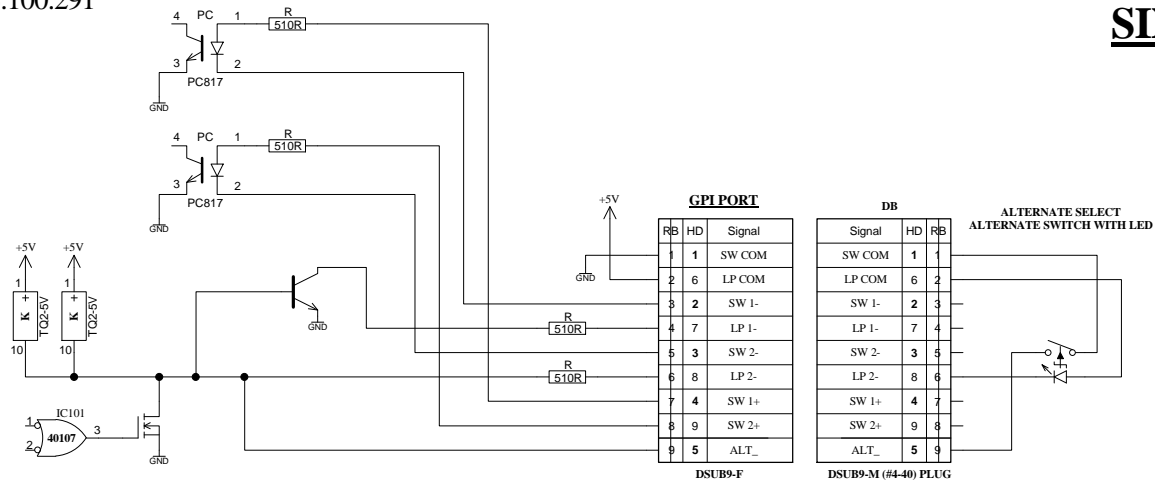 .100.291
4 PC 1 R
510R
3 2
PC817
GND
4 PC 1 R
510R
3 2
PC817
GND
+5V
GPI PORT
RB HD Signal
1 1 SW COM
2 6 LP COM
3 2 SW 1-
4 7 LP 1-
5 3 SW 2-
6 8 LP 2-
7 4 SW 1+
8 9 SW 2+
9 5 ALT_
DSUB9-F
GND
DB
Signal HD RB
SW COM 1 1
LP COM 6 2
SW 1- 2 3
LP 1- 7 4
SW 2- 3 5
LP 2- 8 6
SW 1+ 4 7
SW 2+ 9 8
ALT_ 5 9
DSUB9-M (#4-40) PLUG
ALTERNATE SELECT
ALTERNATE SWITCH WITH LED
+5V +5V
1 1
K + K +
TQ2-5V TQ2-5V
10 10
GND
R
510R
R
510R
IC101
1
2
40107
3
GND